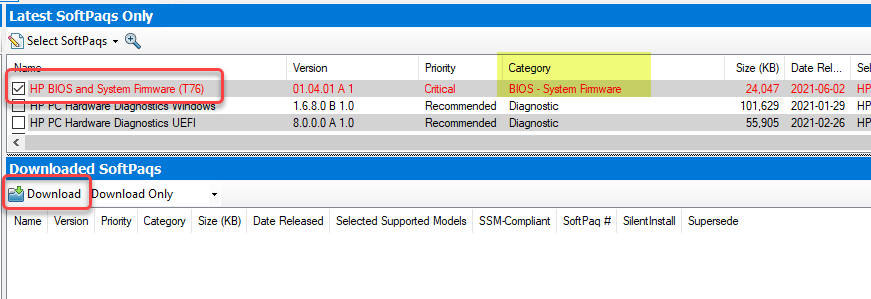 Latest SoftPaqs Only
Select SoftPaqs
Name Version Priority Category Size (KB) Date Rel... Sel
HP BIOS and System Firmware (T76) 01.04.01 A 1 Critical BIOS - System Firmware 24,047 2021-06-02 HP
HP PC Hardware Diagnostics Windows 1.6.8.0 B 1.0 Recommended Diagnostic 101,629 2021-01-29 HP
HP PC Hardware Diagnostics UEFI 8.0.0.0 A 1.0 Recommended Diagnostic 55,905 2021-02-26 HP
Downloaded SoftPaqs
Download Download Only
Name Version Priority Category Size (KB) Date Released Selected Supported Models SSM-Compliant SoftPaq # SilentInstall Supersede